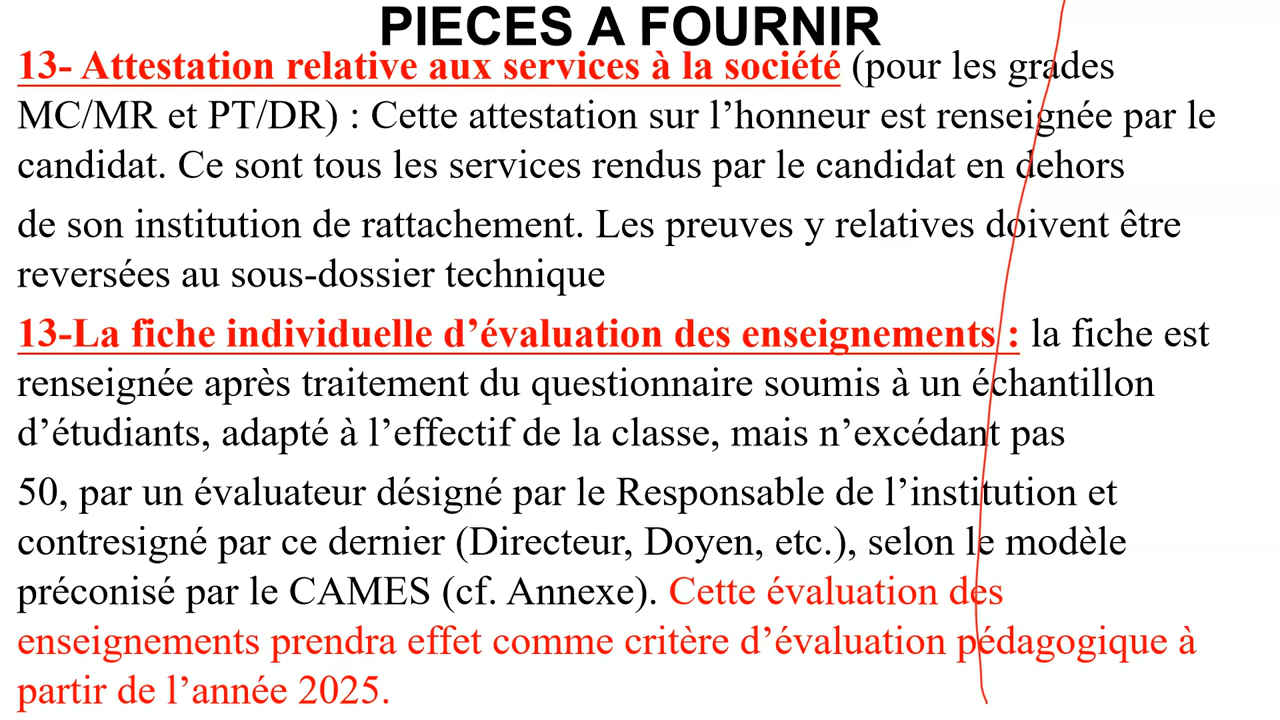 PIECES A FOURNIR
13- Attestation relative aux services à la société (pour les grades
MC/MR et PT/DR) : Cette attestation sur l’honneur est renseignée par le
candidat. Ce sont tous les services rendus par le candidat en dehors
de son institution de rattachement. Les preuves y relatives doivent être
reversées au sous-dossier technique
13-La fiche individuelle d’évaluation des enseignements : la fiche est
renseignée après traitement du questionnaire soumis à un échantillon
d’étudiants, adapté à l’effectif de la classe, mais n’excédant pas
50, par un évaluateur désigné par le Responsable de l’institution et
contresigné par ce dernier (Directeur, Doyen, etc.), selon le modèle
préconisé par le CAMES (cf. Annexe). Cette évaluation des
enseignements prendra effet comme critère d’évaluation pédagogique à
partir de l’année 2025.